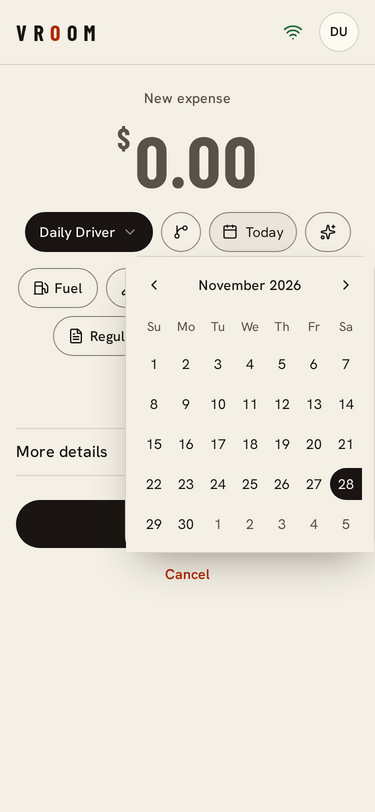 VROOM
DU
New expense
$0.00
Daily Driver
Today
Fuel
Regul
November 2026
Su Mo Tu We Th Fr Sa
1 2 3 4 5 6 7
8 9 10 11 12 13 14
15 16 17 18 19 20 21
22 23 24 25 26 27 28
29 30 1 2 3 4 5
More details
Cancel